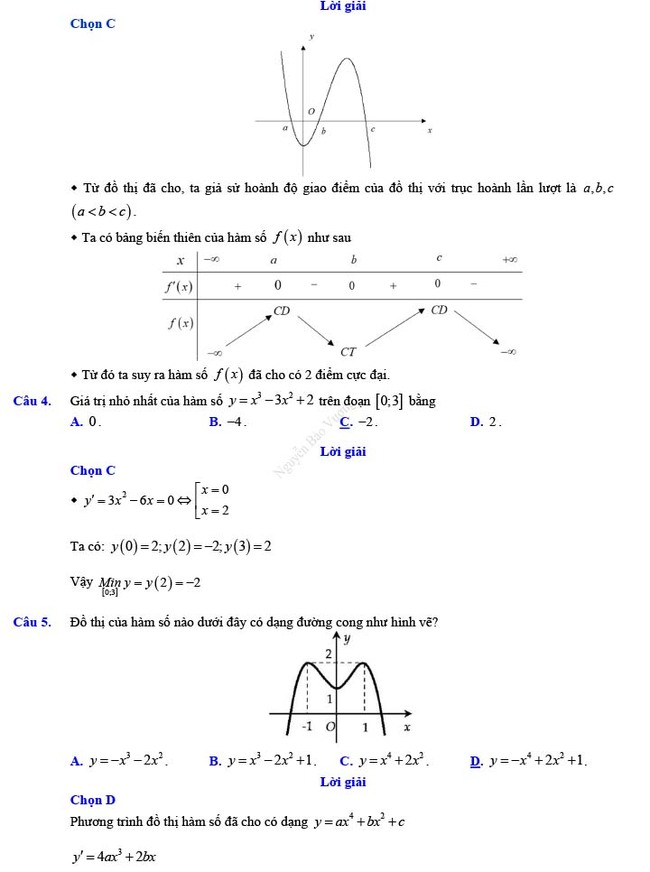 Lời giải
Chọn C
y
O
a b c x
◆ Từ đồ thị đã cho, ta giả sử hoành độ giao điểm của đồ thị với trục hoành lần lượt là a,b,c
(a < b < c).
◆ Ta có bảng biến thiên của hàm số f(x) như sau
x −∞ a b c +∞
f'(x) + 0 − 0 + 0 −
f(x) −∞ CD CT CD −∞
◆ Từ đó ta suy ra hàm số f(x) đã cho có 2 điểm cực đại.
Câu 4. Giá trị nhỏ nhất của hàm số y = x³ − 3x² + 2 trên đoạn [0;3] bằng
A. 0. B. −4. C. −2. D. 2.
Nguyễn Bảo Vương
Lời giải
Chọn C
◆ y' = 3x² − 6x = 0 ⇔ [x = 0
x = 2
Ta có: y(0) = 2; y(2) = −2; y(3) = 2
Vậy Min y = y(2) = −2
[0;3]
Câu 5. Đồ thị của hàm số nào dưới đây có dạng đường cong như hình vẽ?
y
2
1
-1 O 1 x
A. y = −x³ − 2x². B. y = x³ − 2x² + 1. C. y = x⁴ + 2x². D. y = −x⁴ + 2x² + 1.
Lời giải
Chọn D
Phương trình đồ thị hàm số đã cho có dạng y = ax⁴ + bx² + c
y' = 4ax³ + 2bx